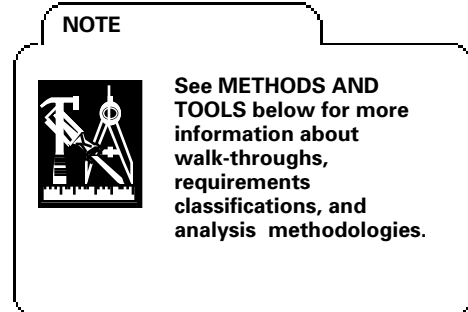 NOTE
See METHODS AND
TOOLS below for more
information about
walk-throughs,
requirements
classifications, and
analysis methodologies.